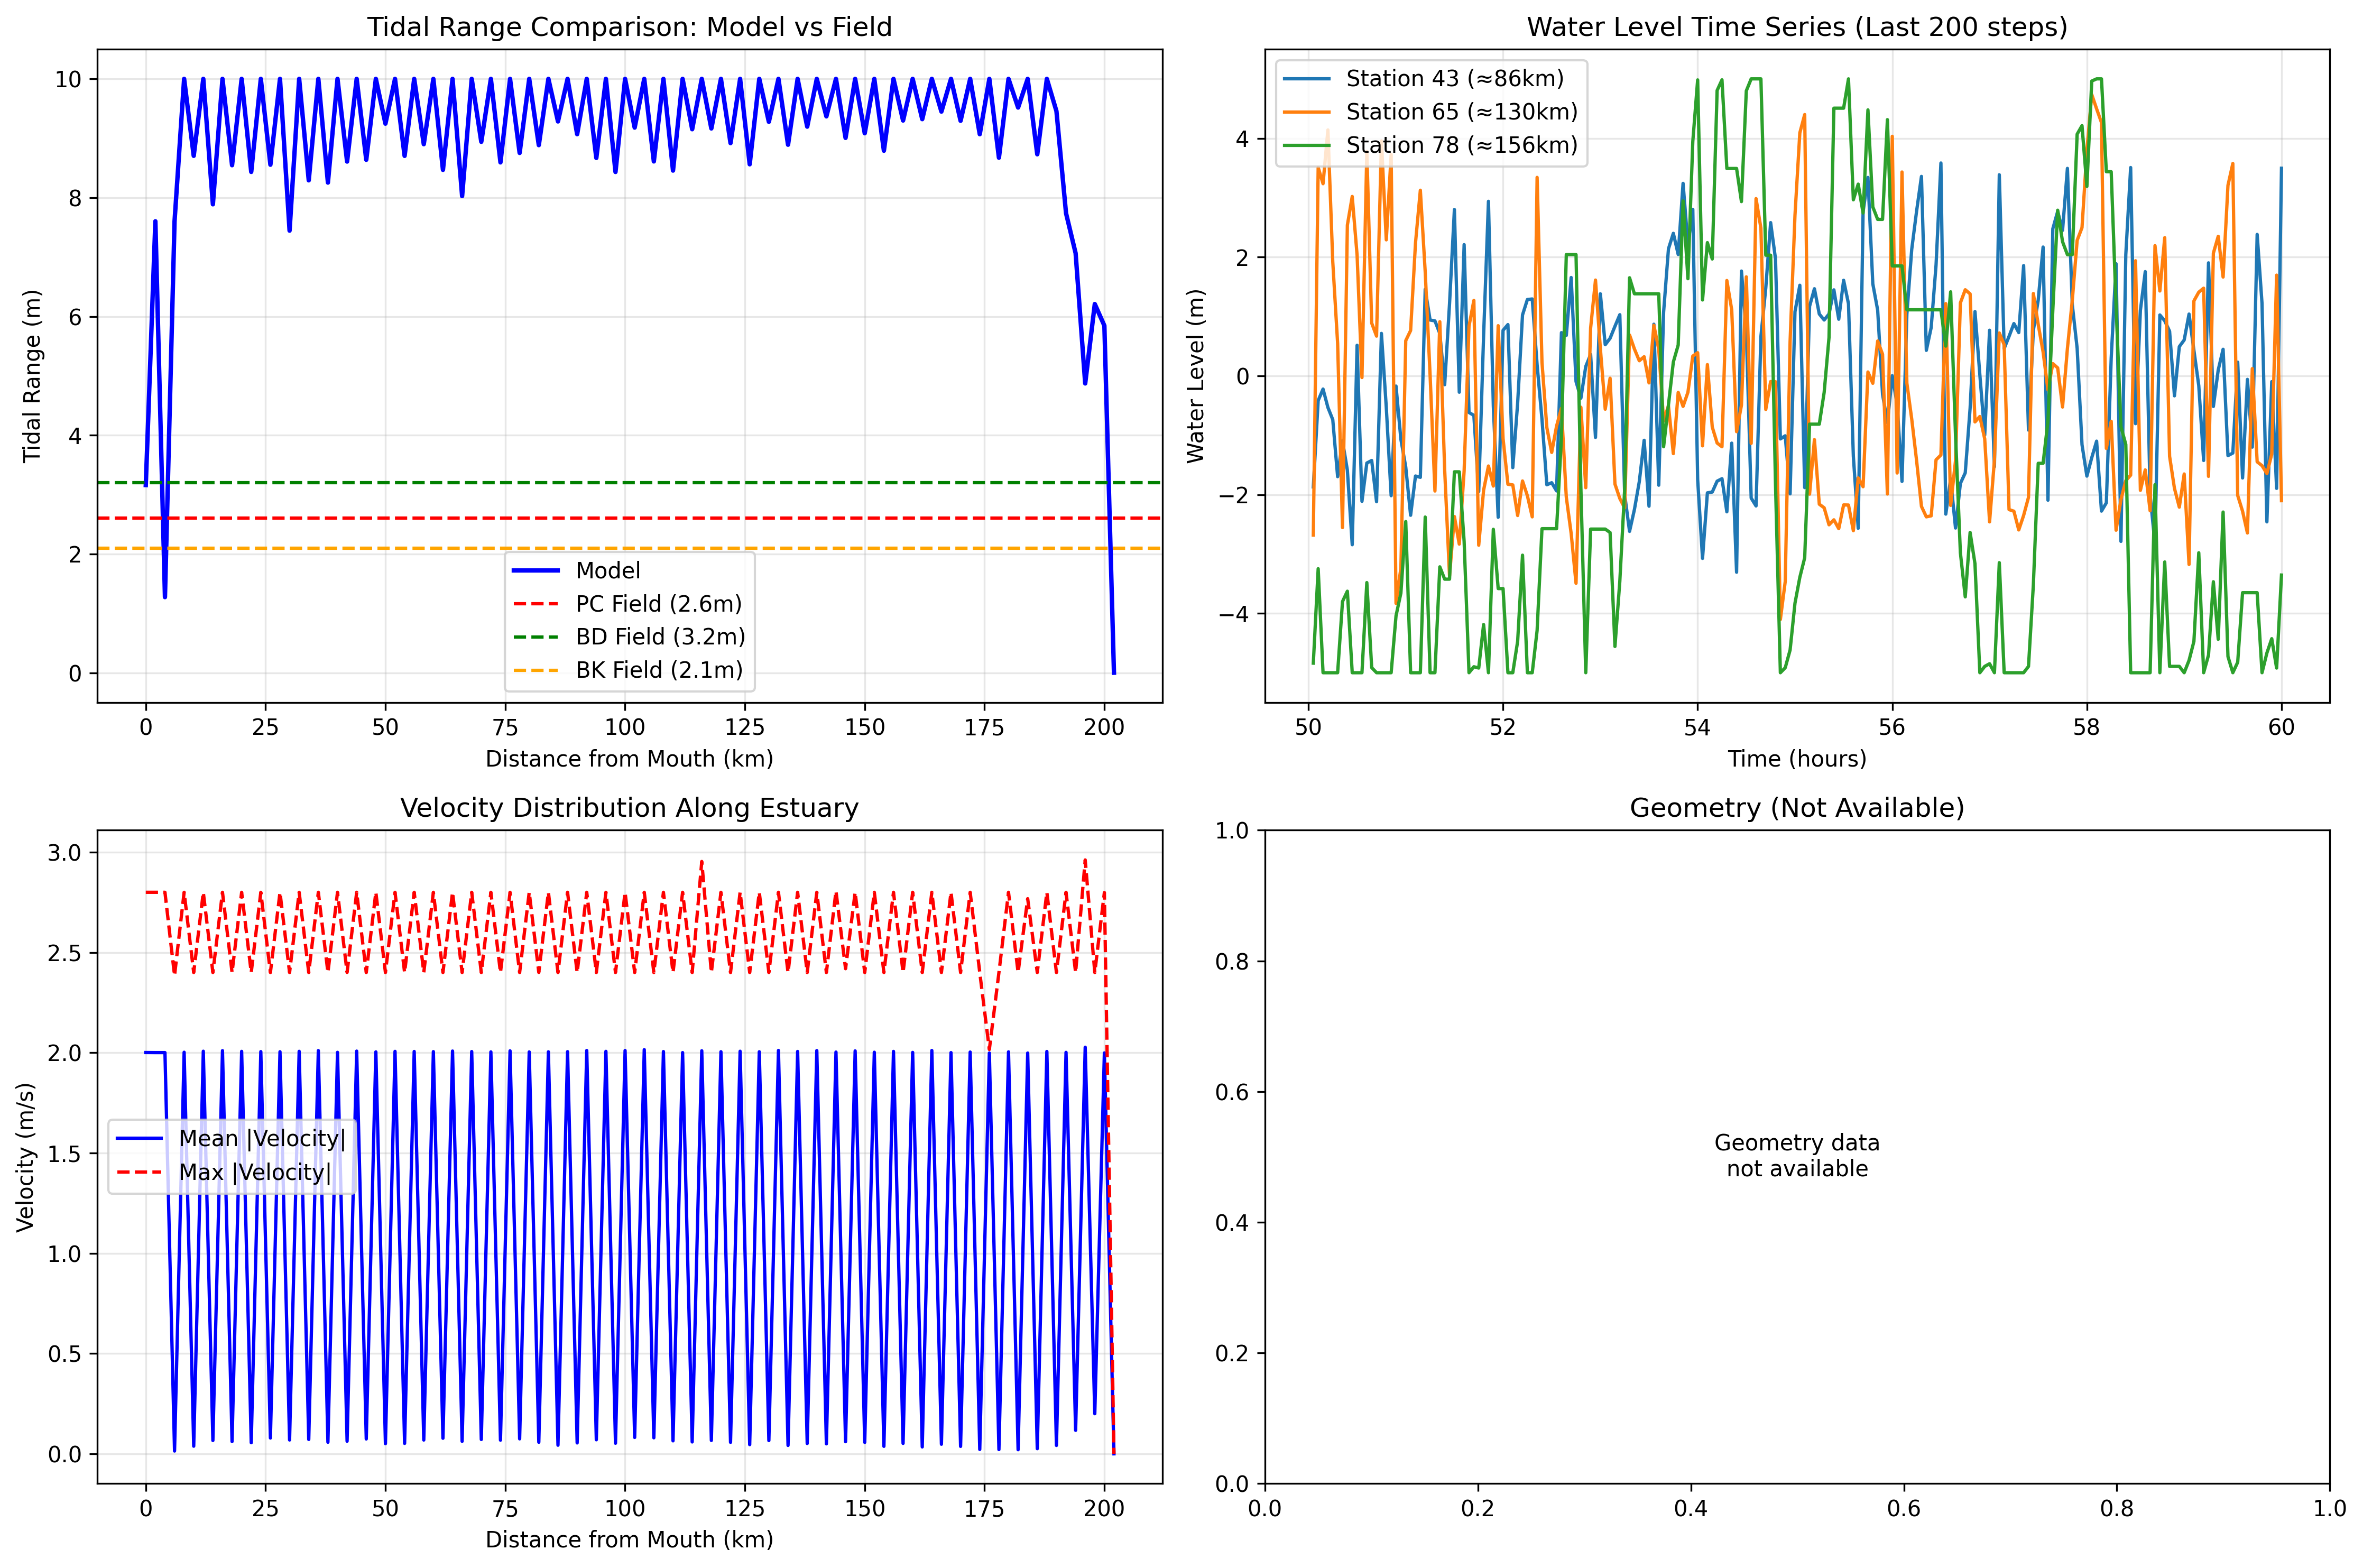 Tidal Range Comparison: Model vs Field
Tidal Range (m)
10
8
6
4
2
0
Model
PC Field (2.6m)
BD Field (3.2m)
BK Field (2.1m)
0 25 50 75 100 125 150 175 200
Distance from Mouth (km)
Water Level Time Series (Last 200 steps)
Water Level (m)
Station 43 (≈86km)
Station 65 (≈130km)
Station 78 (≈156km)
4
2
0
−2
−4
50 52 54 56 58 60
Time (hours)
Velocity Distribution Along Estuary
Velocity (m/s)
3.0
2.5
2.0
1.5
1.0
0.5
0.0
Mean |Velocity|
Max |Velocity|
0 25 50 75 100 125 150 175 200
Distance from Mouth (km)
Geometry (Not Available)
1.0
0.8
0.6
0.4
0.2
0.0
Geometry data
not available
0.0 0.2 0.4 0.6 0.8 1.0